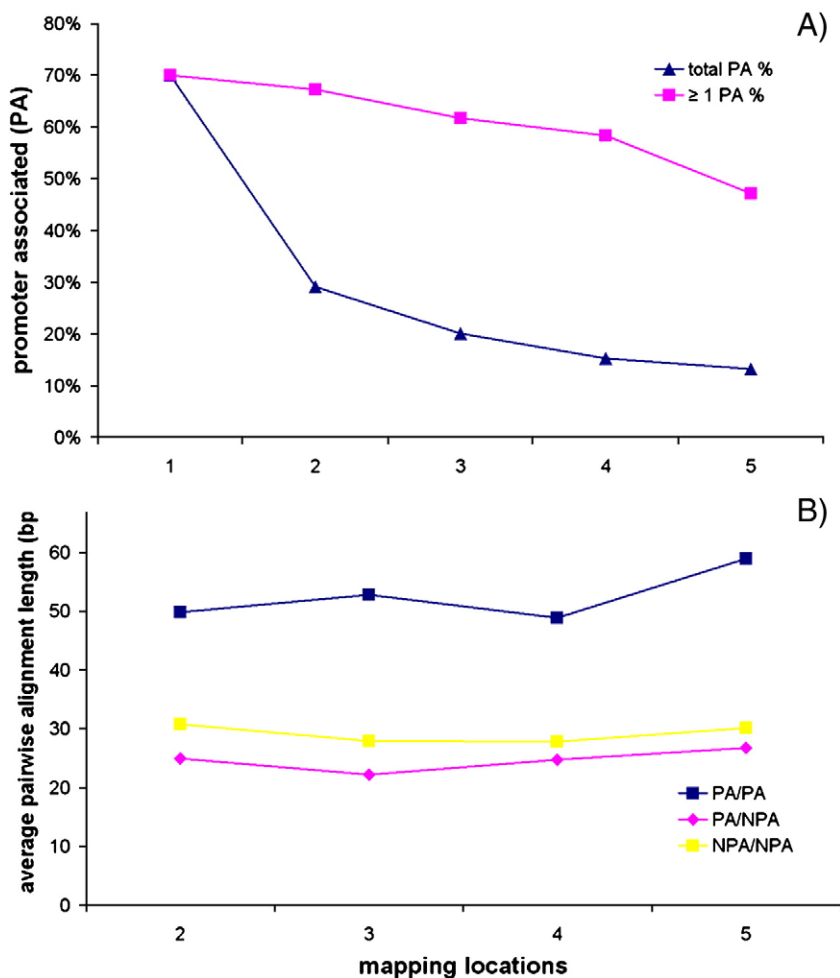 A)
total PA %
≥ 1 PA %
promoter associated (PA)
80%
70%
60%
50%
40%
30%
20%
10%
0%
1 2 3 4 5
B)
average pairwise alignment length (bp
60
50
40
30
20
10
0
PA/PA
PA/NPA
NPA/NPA
2 3 4 5
mapping locations